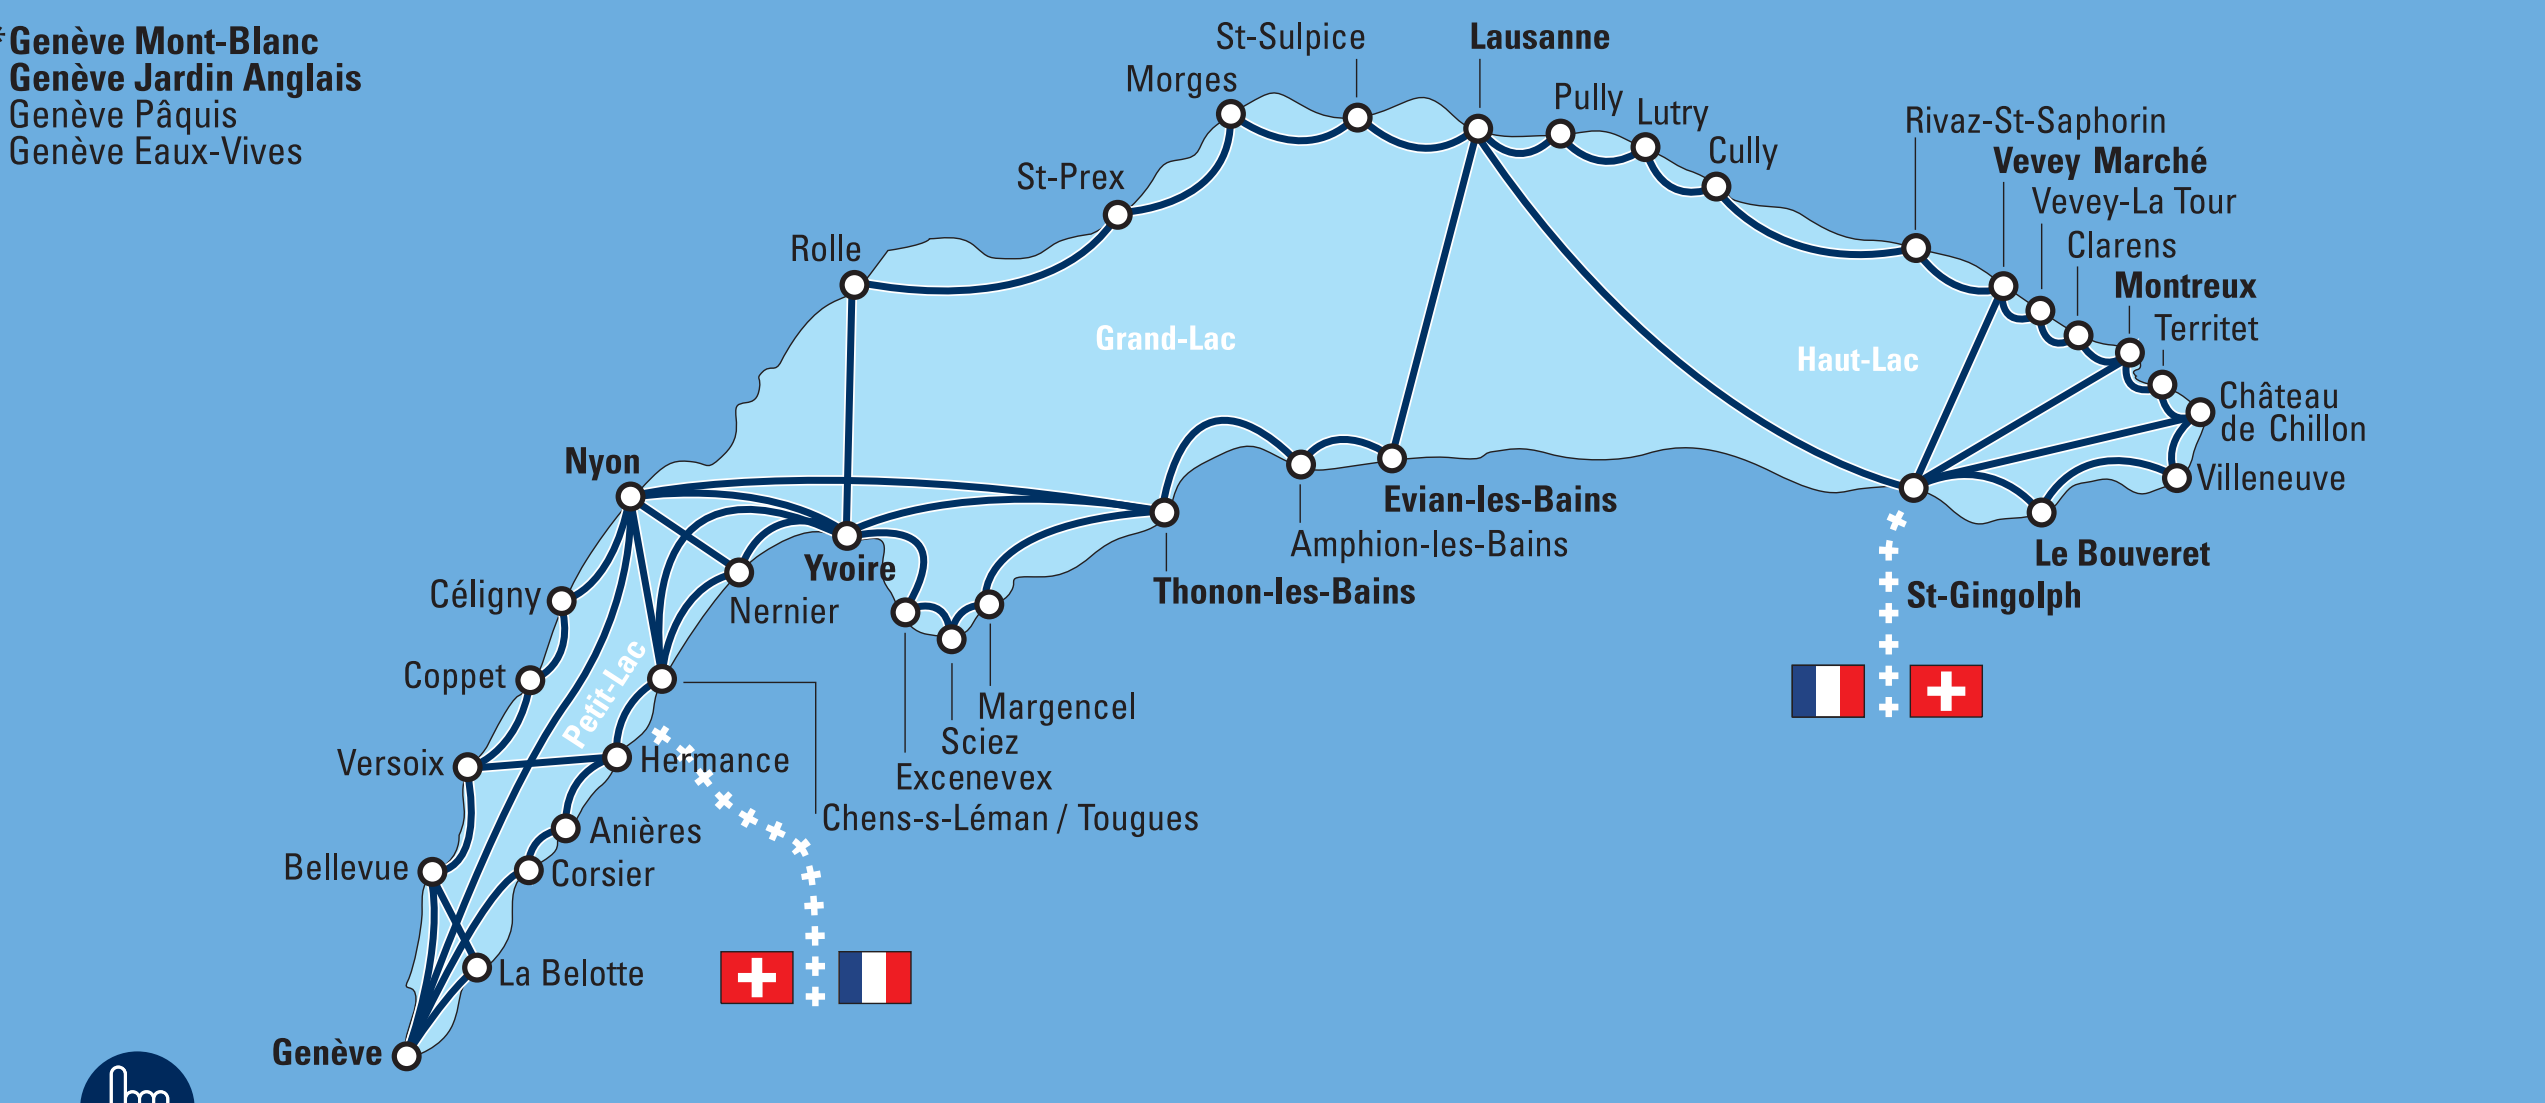 *Genève Mont-Blanc
Genève Jardin Anglais
Genève Pâquis
Genève Eaux-Vives
St-Sulpice
Lausanne
Morges
Pully
Lutry
Cully
Rivaz-St-Saphorin
Vevey Marché
Vevey-La Tour
Clarens
Montreux
Territet
Château
de Chillon
Villeneuve
St-Prex
Rolle
Grand-Lac
Haut-Lac
Nyon
Evian-les-Bains
Amphion-les-Bains
Le Bouveret
St-Gingolph
Yvoire
Thonon-les-Bains
Céligny
Nernier
Coppet
Petit-Lac
Margencel
Sciez
Excenevex
Chens-s-Léman / Tougues
Versoix
Hermance
Anières
Bellevue
Corsier
La Belotte
Genève